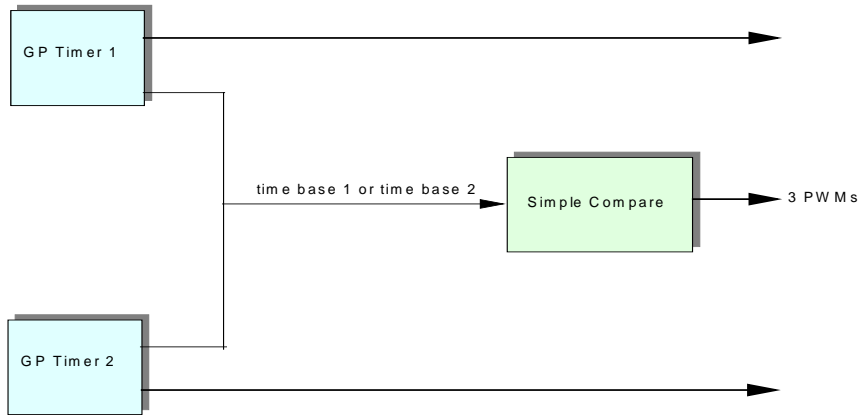 GP Timer 1
time base 1 or time base 2
Simple Compare
3 PWMs
GP Timer 2